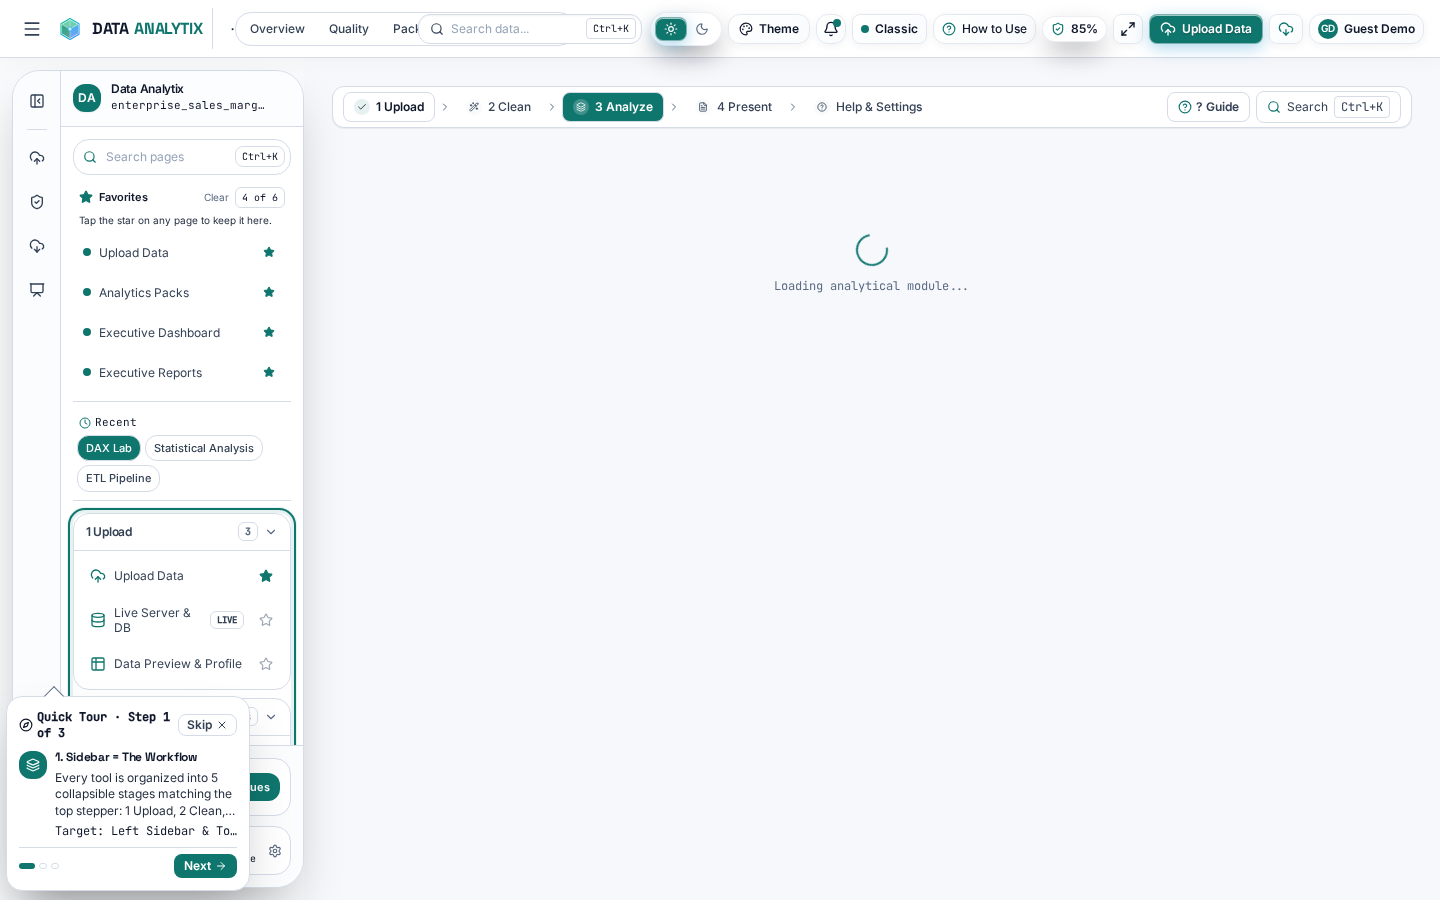 DATA ANALYTIX
Overview
Quality
Search data...
Ctrl+K
Theme
Classic
How to Use
85%
Upload Data
GD
Guest Demo
DA
Data Analytix
enterprise_sales_marg…
1 Upload
2 Clean
3 Analyze
4 Present
Help & Settings
? Guide
Search
Ctrl+K
Search pages
Ctrl+K
Favorites
Clear
4 of 6
Tap the star on any page to keep it here.
Upload Data
Analytics Packs
Executive Dashboard
Executive Reports
Loading analytical module...
Recent
DAX Lab
Statistical Analysis
ETL Pipeline
1 Upload
3
Upload Data
Live Server &
DB
LIVE
Data Preview & Profile
Quick Tour · Step 1
of 3
Skip
1. Sidebar = The Workflow
Every tool is organized into 5
collapsible stages matching the
top stepper: 1 Upload, 2 Clean,…
Target: Left Sidebar & To…
Next